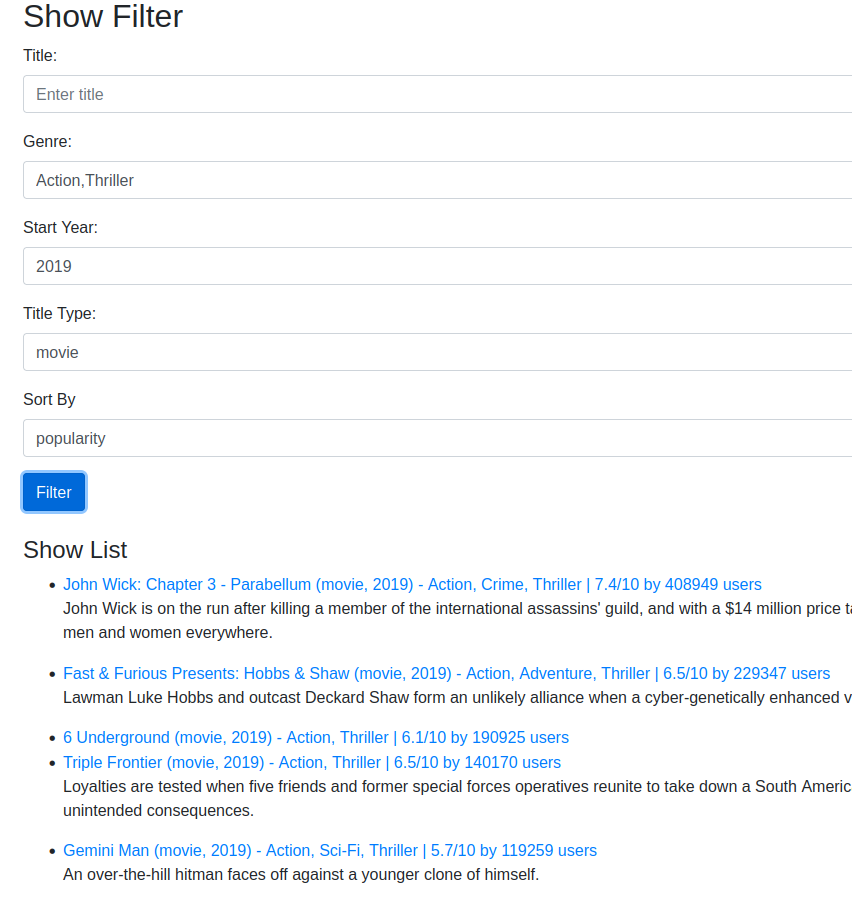 Show Filter
Title:
Enter title
Genre:
Action,Thriller
Start Year:
2019
Title Type:
movie
Sort By
popularity
Filter
Show List
John Wick: Chapter 3 - Parabellum (movie, 2019) - Action, Crime, Thriller | 7.4/10 by 408949 users
John Wick is on the run after killing a member of the international assassins' guild, and with a $14 million price
men and women everywhere.
Fast & Furious Presents: Hobbs & Shaw (movie, 2019) - Action, Adventure, Thriller | 6.5/10 by 229347 users
Lawman Luke Hobbs and outcast Deckard Shaw form an unlikely alliance when a cyber-genetically enhanced
6 Underground (movie, 2019) - Action, Thriller | 6.1/10 by 190925 users
Triple Frontier (movie, 2019) - Action, Thriller | 6.5/10 by 140170 users
Loyalties are tested when five friends and former special forces operatives reunite to take down a South
unintended consequences.
Gemini Man (movie, 2019) - Action, Sci-Fi, Thriller | 5.7/10 by 119259 users
An over-the-hill hitman faces off against a younger clone of himself.